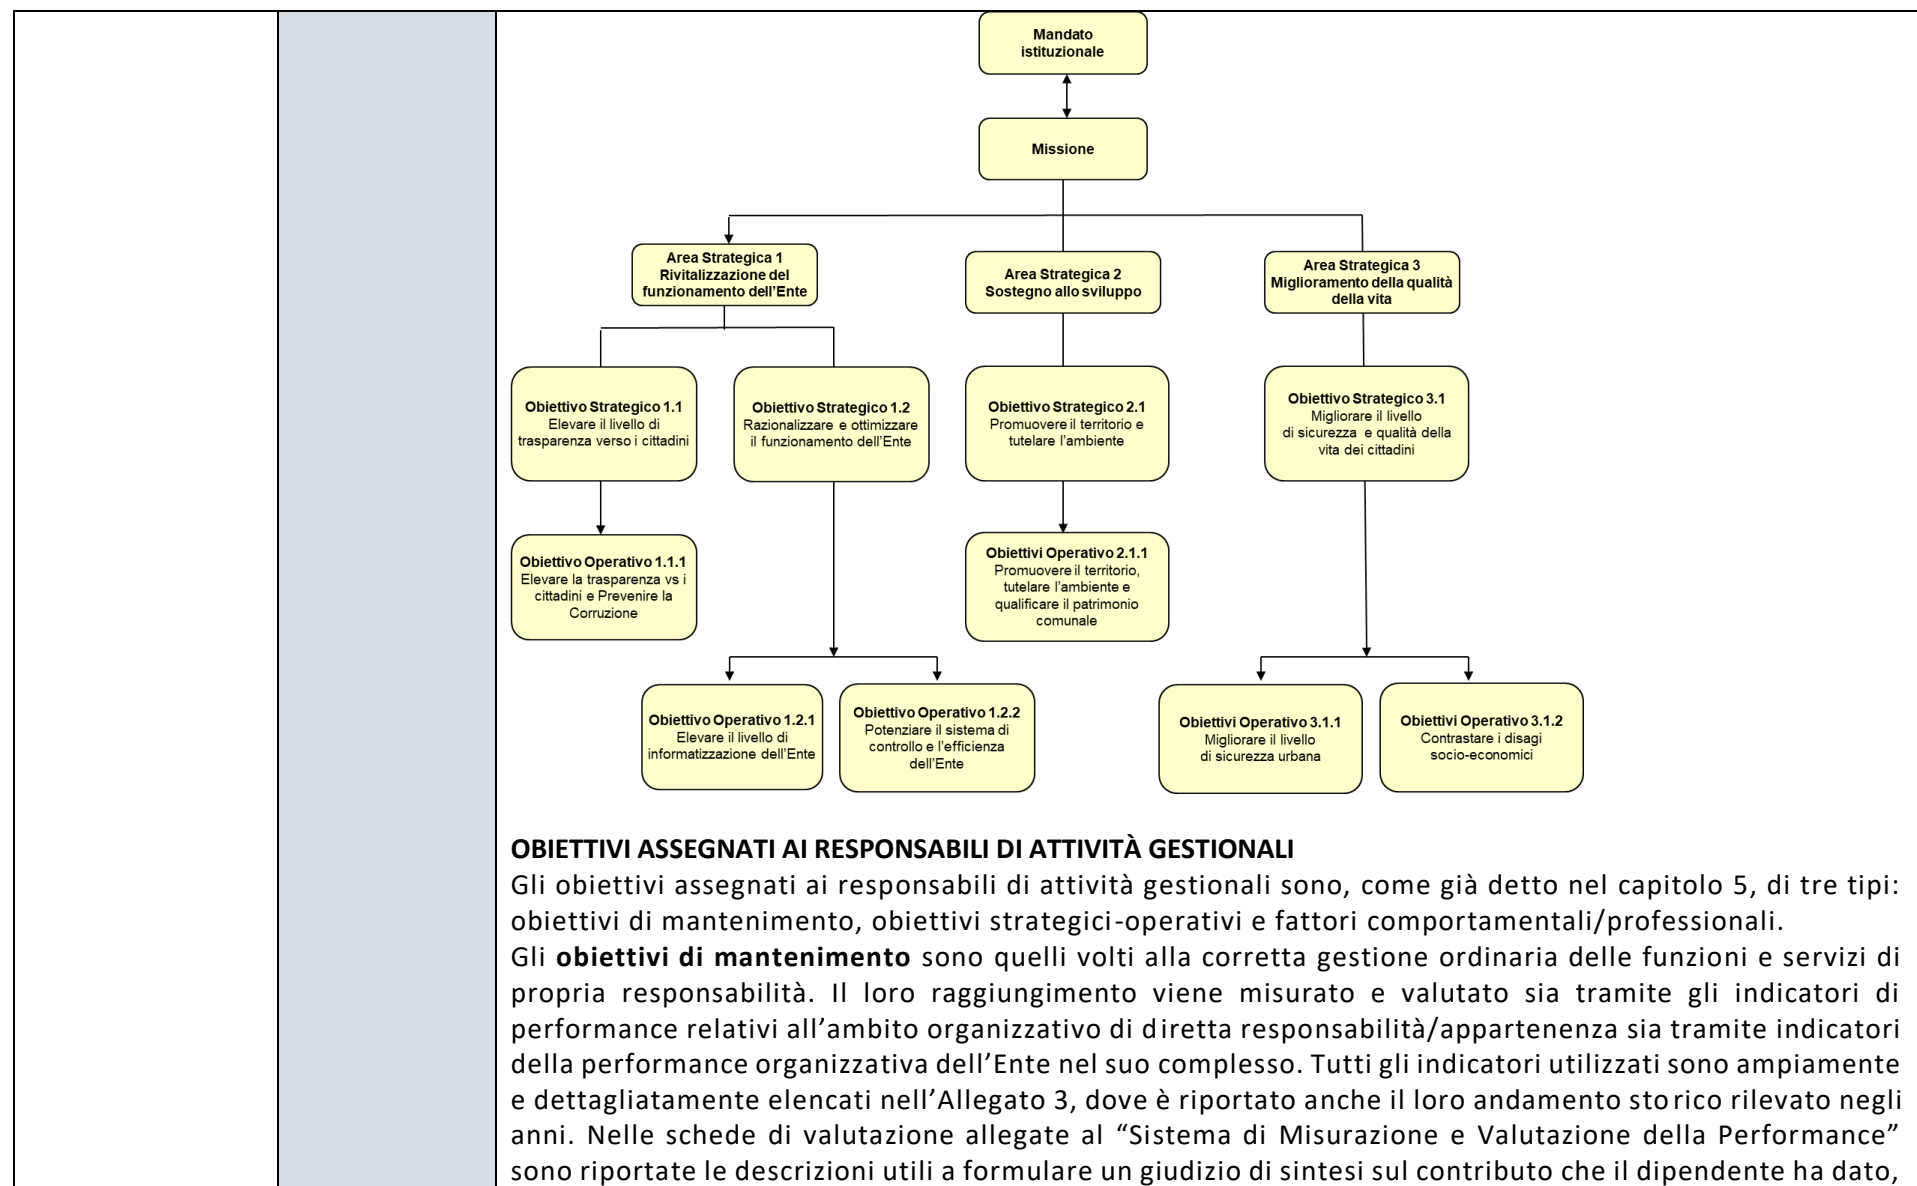 Mandato
istituzionale
Missione
Area Strategica 1
Rivitalizzazione del
funzionamento dell’Ente
Area Strategica 2
Sostegno allo sviluppo
Area Strategica 3
Miglioramento della qualità
della vita
Obiettivo Strategico 1.1
Elevare il livello di
trasparenza verso i cittadini
Obiettivo Strategico 1.2
Razionalizzare e ottimizzare
il funzionamento dell’Ente
Obiettivo Strategico 2.1
Promuovere il territorio e
tutelare l’ambiente
Obiettivo Strategico 3.1
Migliorare il livello
di sicurezza e qualità della
vita dei cittadini
Obiettivo Operativo 1.1.1
Elevare la trasparenza vs i
cittadini e Prevenire la
Corruzione
Obiettivi Operativo 2.1.1
Promuovere il territorio,
tutelare l’ambiente e
qualificare il patrimonio
comunale
Obiettivo Operativo 1.2.1
Elevare il livello di
informatizzazione dell’Ente
Obiettivo Operativo 1.2.2
Potenziare il sistema di
controllo e l’efficienza
dell’Ente
Obiettivi Operativo 3.1.1
Migliorare il livello
di sicurezza urbana
Obiettivi Operativo 3.1.2
Contrastare i disagi
socio-economici
OBIETTIVI ASSEGNATI AI RESPONSABILI DI ATTIVITÀ GESTIONALI
Gli obiettivi assegnati ai responsabili di attività gestionali sono, come già detto nel capitolo 5, di tre tipi:
obiettivi di mantenimento, obiettivi strategici-operativi e fattori comportamentali/professionali.
Gli obiettivi di mantenimento sono quelli volti alla corretta gestione ordinaria delle funzioni e servizi di
propria responsabilità. Il loro raggiungimento viene misurato e valutato sia tramite gli indicatori di
performance relativi all’ambito organizzativo di diretta responsabilità/appartenenza sia tramite indicatori
della performance organizzativa dell’Ente nel suo complesso. Tutti gli indicatori utilizzati sono ampiamente
e dettagliatamente elencati nell’Allegato 3, dove è riportato anche il loro andamento storico rilevato negli
anni. Nelle schede di valutazione allegate al “Sistema di Misurazione e Valutazione della Performance”
sono riportate le descrizioni utili a formulare un giudizio di sintesi sul contributo che il dipendente ha dato,